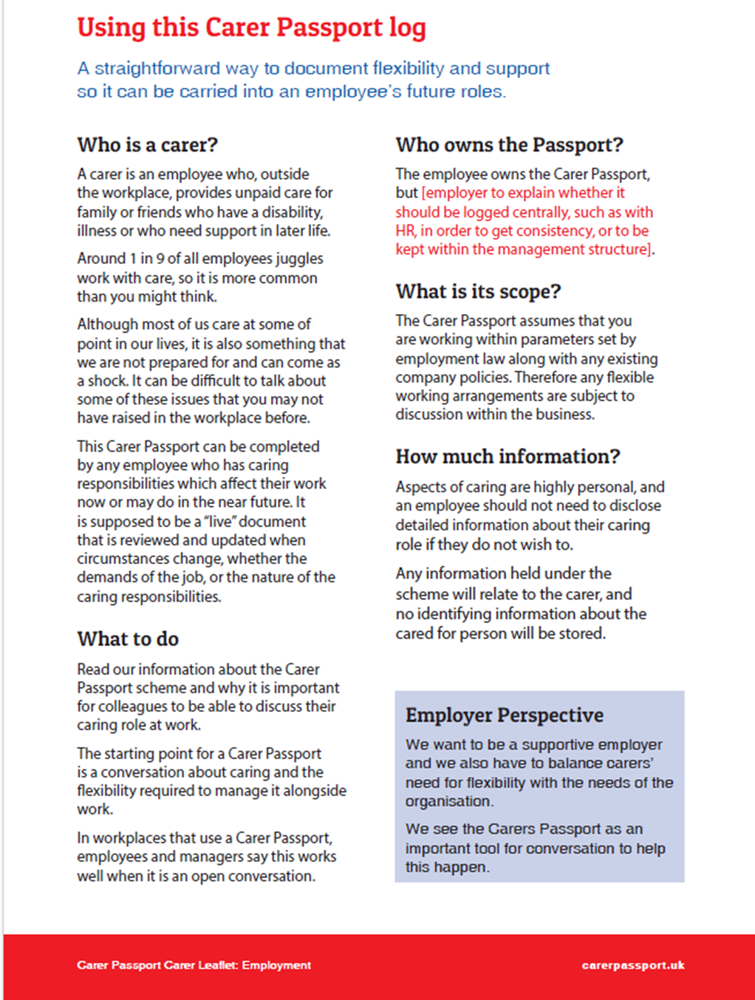 Using this Carer Passport log
A straightforward way to document flexibility and support
so it can be carried into an employee's future roles.
Who is a carer?
A carer is an employee who, outside
the workplace, provides unpaid care for
family or friends who have a disability,
illness or who need support in later life.
Around 1 in 9 of all employees juggles
work with care, so it is more common
than you might think.
Although most of us care at some of
point in our lives, it is also something that
we are not prepared for and can come as
a shock. It can be difficult to talk about
some of these issues that you may not
have raised in the workplace before.
This Carer Passport can be completed
by any employee who has caring
responsibilities which affect their work
now or may do in the near future. It
is supposed to be a “live” document
that is reviewed and updated when
circumstances change, whether the
demands of the job, or the nature of the
caring responsibilities.
What to do
Read our information about the Carer
Passport scheme and why it is important
for colleagues to be able to discuss their
caring role at work.
The starting point for a Carer Passport
is a conversation about caring and the
flexibility required to manage it alongside
work.
In workplaces that use a Carer Passport,
employees and managers say this works
well when it is an open conversation.
Who owns the Passport?
The employee owns the Carer Passport,
but [employer to explain whether it
should be logged centrally, such as with
HR, in order to get consistency, or to be
kept within the management structure].
What is its scope?
The Carer Passport assumes that you
are working within parameters set by
employment law along with any existing
company policies. Therefore any flexible
working arrangements are subject to
discussion within the business.
How much information?
Aspects of caring are highly personal, and
an employee should not need to disclose
detailed information about their caring
role if they do not wish to.
Any information held under the
scheme will relate to the carer, and
no identifying information about the
cared for person will be stored.
Employer Perspective
We want to be a supportive employer
and we also have to balance carers'
need for flexibility with the needs of the
organisation.
We see the Carers Passport as an
important tool for conversation to help
this happen.
Carer Passport Carer Leaflet: Employment
carerpassport.uk